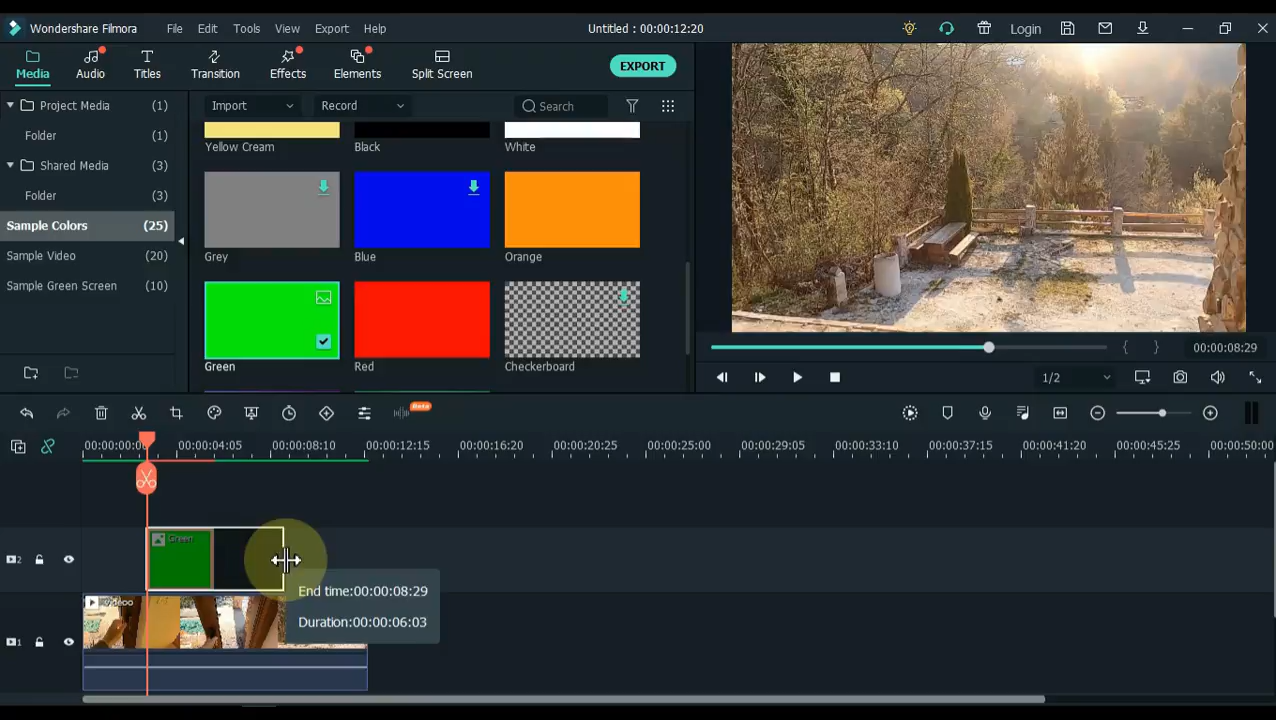 Wondershare Filmora File Edit Tools View Export Help Untitled : 00:00:12:20 Login
Media Audio Titles Transition Effects Elements Split Screen EXPORT
Project Media (1)
Folder (1)
Shared Media (3)
Folder (3)
Sample Colors (25)
Sample Video (20)
Sample Green Screen (10)
Import Record Search
Yellow Cream Black White
Grey Blue Orange
Green Red Checkerboard
00:00:08:29
1/2
Beta
00:00:04:05 00:00:08:10 00:00:12:15 00:00:16:20 00:00:20:25 00:00:25:00 00:00:29:05 00:00:33:10 00:00:37:15 00:00:41:20 00:00:45:25 00:00:50:00
2 Green
End time:00:00:08:29
Duration:00:00:06:03
1